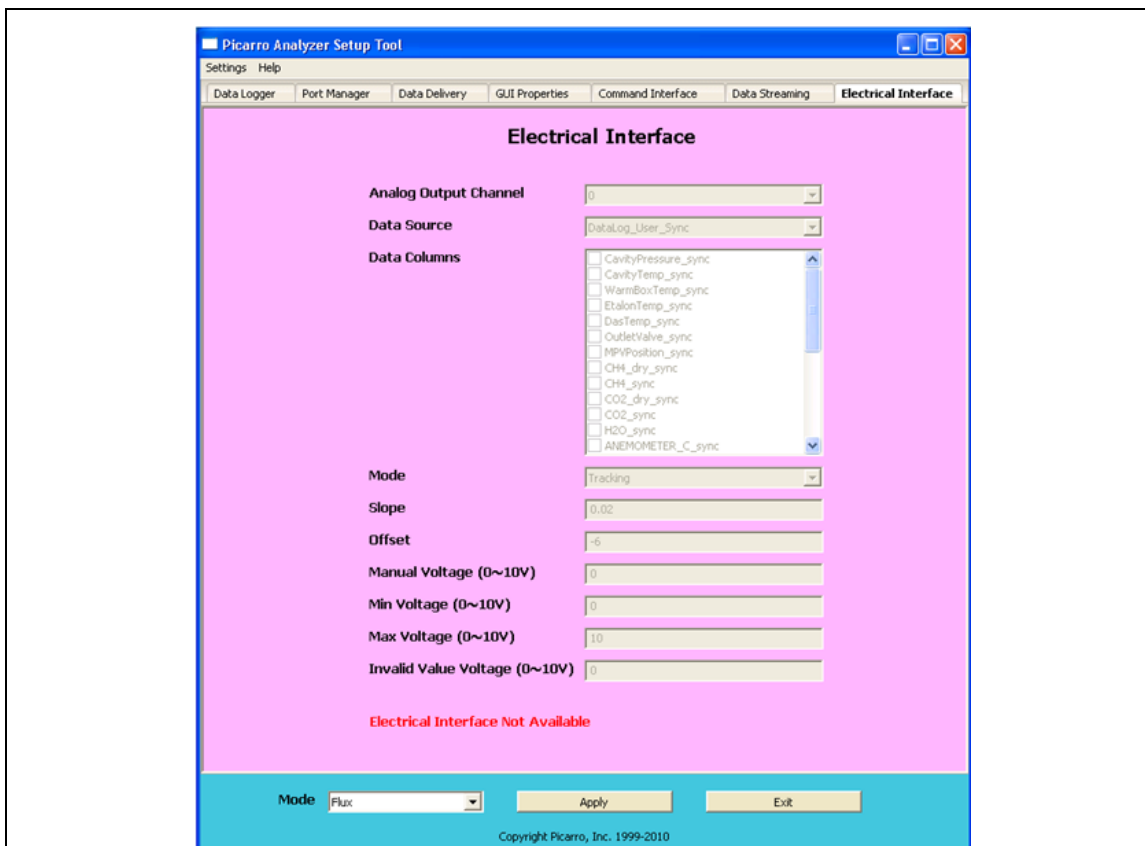 Picarro Analyzer Setup Tool
Settings Help
Data Logger Port Manager Data Delivery GUI Properties Command Interface Data Streaming Electrical Interface
Electrical Interface
Analog Output Channel 0
Data Source DataLog_User_Sync
Data Columns CavityPressure_sync
CavityTemp_sync
WarmBoxTemp_sync
EtalonTemp_sync
DasTemp_sync
OutletValve_sync
MPVPosition_sync
CH4_dry_sync
CH4_sync
CO2_dry_sync
CO2_sync
H2O_sync
ANEMOMETER_C_sync
Mode Tracking
Slope 0.02
Offset -6
Manual Voltage (0~10V) 0
Min Voltage (0~10V) 0
Max Voltage (0~10V) 10
Invalid Value Voltage (0~10V) 0
Electrical Interface Not Available
Mode Flux Apply Exit
Copyright Picarro, Inc. 1999-2010